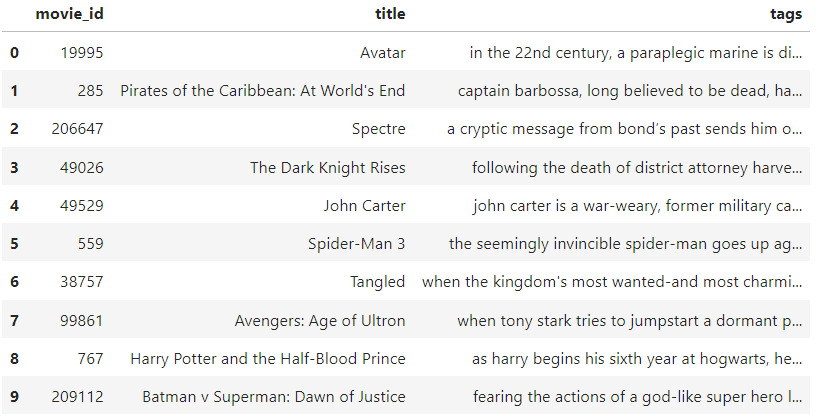 movie_id title tags
0 19995 Avatar in the 22nd century, a paraplegic marine is di...
1 285 Pirates of the Caribbean: At World's End captain barbossa, long believed to be dead, ha...
2 206647 Spectre a cryptic message from bond’s past sends him o...
3 49026 The Dark Knight Rises following the death of district attorney harve...
4 49529 John Carter john carter is a war-weary, former military ca...
5 559 Spider-Man 3 the seemingly invincible spider-man goes up ag...
6 38757 Tangled when the kingdom's most wanted-and most charmi...
7 99861 Avengers: Age of Ultron when tony stark tries to jumpstart a dormant p...
8 767 Harry Potter and the Half-Blood Prince as harry begins his sixth year at hogwarts, he...
9 209112 Batman v Superman: Dawn of Justice fearing the actions of a god-like super hero l...